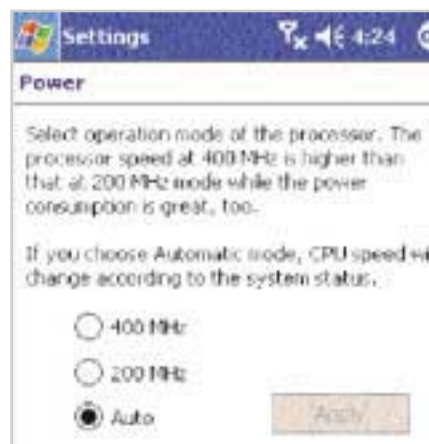 Settings 4:24
Power
Select operation mode of the processor. The
processor speed at 400 MHz is higher than
that at 200 MHz mode while the power
consumption is great, too.
If you choose Automatic mode, CPU speed wi
change according to the system status.
400 MHz
200 MHz
Auto
Apply